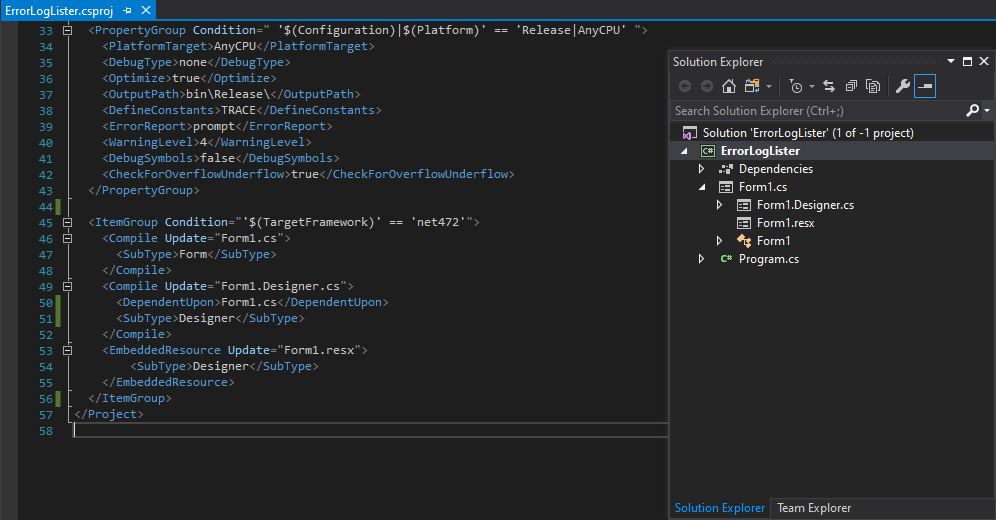 ErrorLogLister.csproj
33 <PropertyGroup Condition=" '$(Configuration)|$(Platform)' == 'Release|AnyCPU' ">
34 <PlatformTarget>AnyCPU</PlatformTarget>
35 <DebugType>none</DebugType>
36 <Optimize>true</Optimize>
37 <OutputPath>bin\Release\</OutputPath>
38 <DefineConstants>TRACE</DefineConstants>
39 <ErrorReport>prompt</ErrorReport>
40 <WarningLevel>4</WarningLevel>
41 <DebugSymbols>false</DebugSymbols>
42 <CheckForOverflowUnderflow>true</CheckForOverflowUnderflow>
43 </PropertyGroup>
44
45 <ItemGroup Condition="'$(TargetFramework)' == 'net472'">
46 <Compile Update="Form1.cs">
47 <SubType>Form</SubType>
48 </Compile>
49 <Compile Update="Form1.Designer.cs">
50 <DependentUpon>Form1.cs</DependentUpon>
51 <SubType>Designer</SubType>
52 </Compile>
53 <EmbeddedResource Update="Form1.resx">
54 <SubType>Designer</SubType>
55 </EmbeddedResource>
56 </ItemGroup>
57 </Project>
58
Solution Explorer
Search Solution Explorer (Ctrl+;)
Solution 'ErrorLogLister' (1 of -1 project)
C# ErrorLogLister
Dependencies
Form1.cs
Form1.Designer.cs
Form1.resx
Form1
C# Program.cs
Solution Explorer Team Explorer